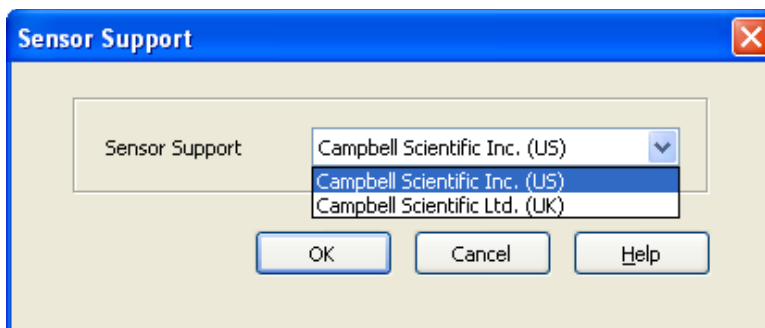 Sensor Support
Sensor Support Campbell Scientific Inc. (US)
Campbell Scientific Inc. (US)
Campbell Scientific Ltd. (UK)
OK Cancel Help